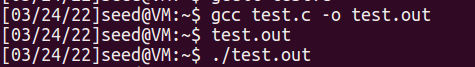 [03/24/22]seed@VM:~$ gcc test.c -o test.out
[03/24/22]seed@VM:~$ test.out
[03/24/22]seed@VM:~$ ./test.out